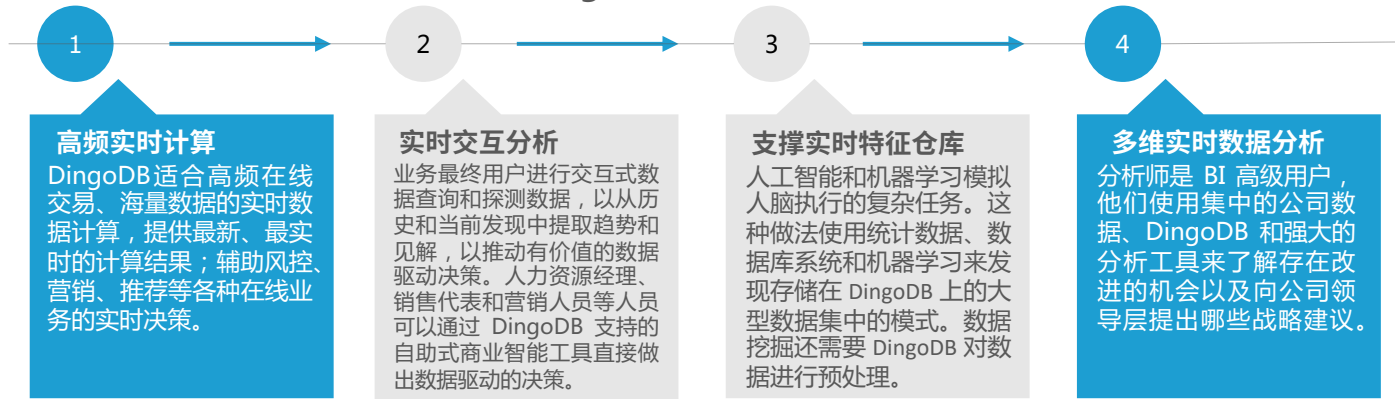 1
2
3
4
高频实时计算
DingoDB适合高频在线
交易、海量数据的实时数
据计算，提供最新、最实
时的计算结果；辅助风控、
营销、推荐等各种在线业
务的实时决策。
实时交互分析
业务最终用户进行交互式数
据查询和探测数据，以从历
史和当前发现中提取趋势和
见解，以推动有价值的数据
驱动决策。人力资源经理、
销售代表和营销人员等人员
可以通过 DingoDB 支持的
自助式商业智能工具直接做
出数据驱动的决策。
支撑实时特征仓库
人工智能和机器学习模拟
人脑执行的复杂任务。这
种做法使用统计数据、数
据库系统和机器学习来发
现存储在 DingoDB 上的大
型数据集中的模式。数据
挖掘还需要 DingoDB 对数
据进行预处理。
多维实时数据分析
分析师是 BI 高级用户，
他们使用集中的公司数
据、DingoDB 和强大的
分析工具来了解存在改
进的机会以及向公司领
导层提出哪些战略建议。